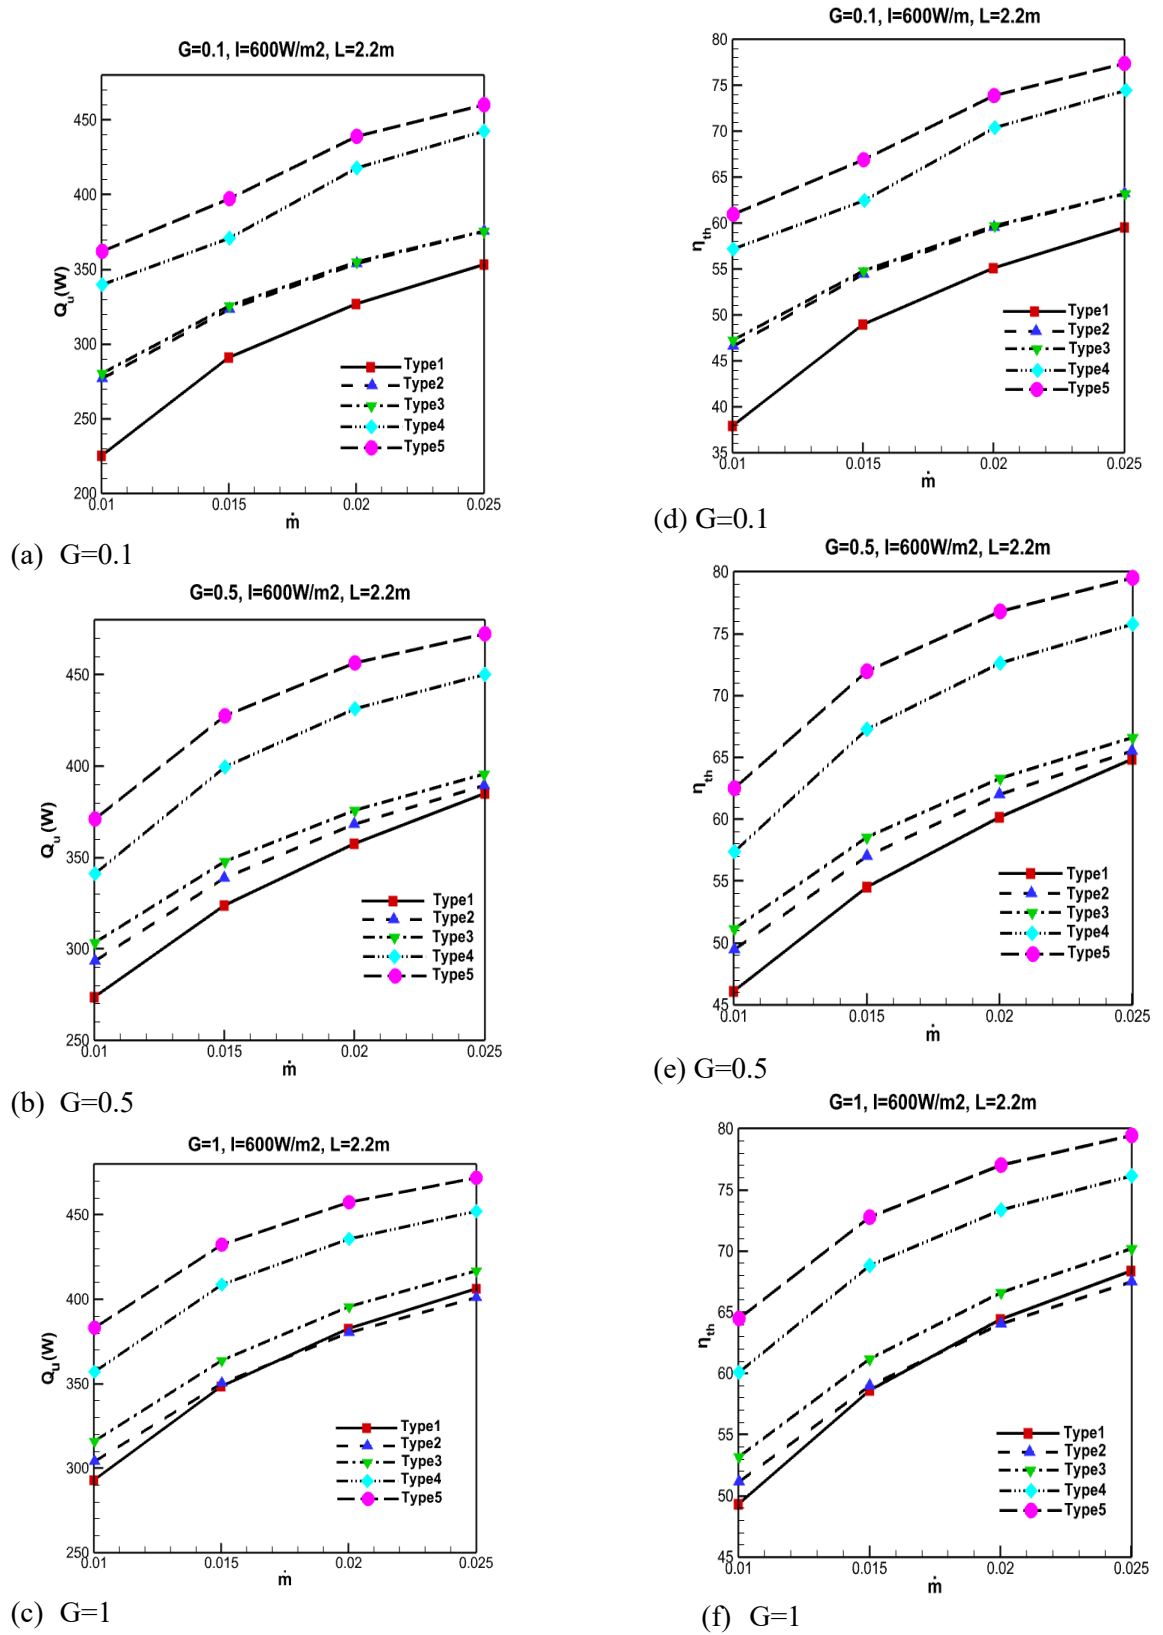 G=0.1, I=600W/m2, L=2.2m
450
400
350
300
250
200
Qu(W)
Type1
Type2
Type3
Type4
Type5
0.01 0.015 0.02 0.025
ṁ
(a) G=0.1
G=0.1, I=600W/m, L=2.2m
80
75
70
65
60
55
50
45
40
35
ηth
Type1
Type2
Type3
Type4
Type5
0.01 0.015 0.02 0.025
ṁ
(d) G=0.1
G=0.5, I=600W/m2, L=2.2m
450
400
350
300
250
Qu (W)
Type1
Type2
Type3
Type4
Type5
0.01 0.015 0.02 0.025
ṁ
(b) G=0.5
G=0.5, I=600W/m2, L=2.2m
80
75
70
65
60
55
50
45
ηth
Type1
Type2
Type3
Type4
Type5
0.01 0.015 0.02 0.025
ṁ
(e) G=0.5
G=1, I=600W/m2, L=2.2m
450
400
350
300
250
Qu(W)
Type1
Type2
Type3
Type4
Type5
0.01 0.015 0.02 0.025
ṁ
(c) G=1
G=1, I=600W/m2, L=2.2m
80
75
70
65
60
55
50
45
ηth
Type1
Type2
Type3
Type4
Type5
0.01 0.015 0.02 0.025
ṁ
(f) G=1